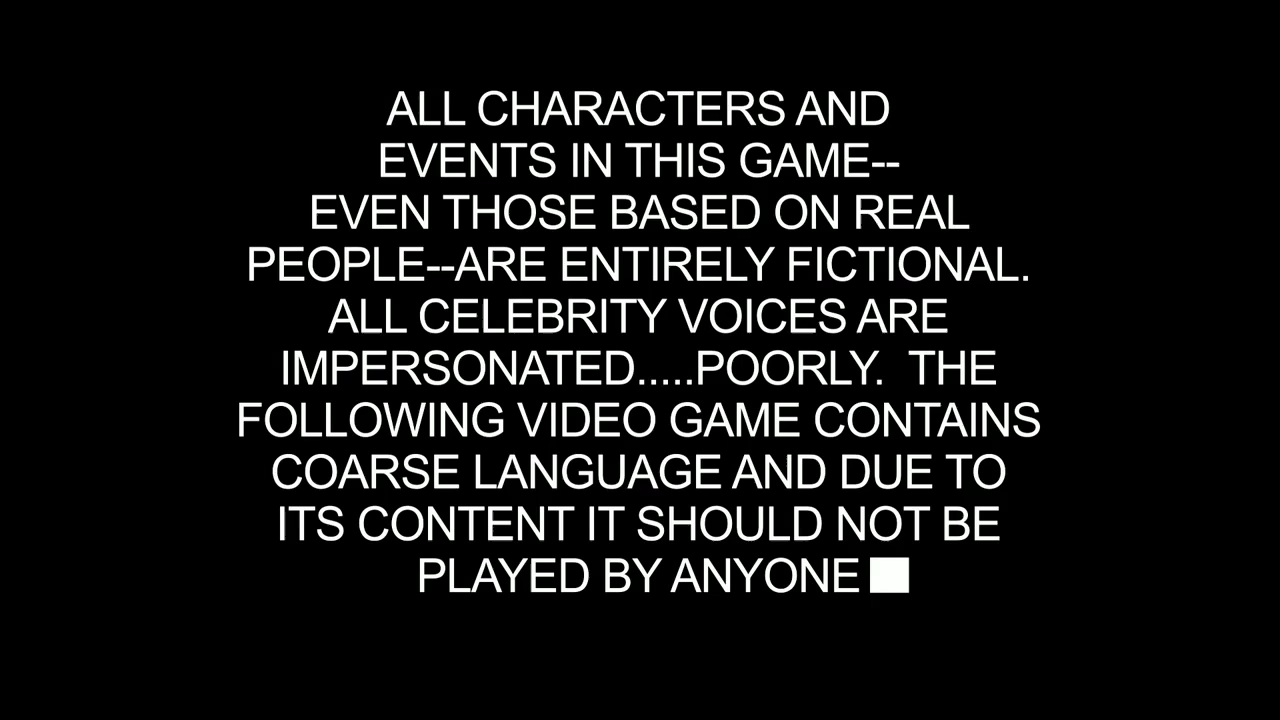 ALL CHARACTERS AND
EVENTS IN THIS GAME--
EVEN THOSE BASED ON REAL
PEOPLE--ARE ENTIRELY FICTIONAL.
ALL CELEBRITY VOICES ARE
IMPERSONATED.....POORLY.  THE
FOLLOWING VIDEO GAME CONTAINS
COARSE LANGUAGE AND DUE TO
ITS CONTENT IT SHOULD NOT BE
PLAYED BY ANYONE ■